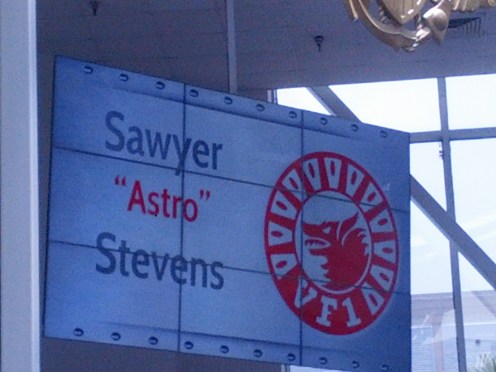 Sawyer
“Astro”
Stevens
VF1